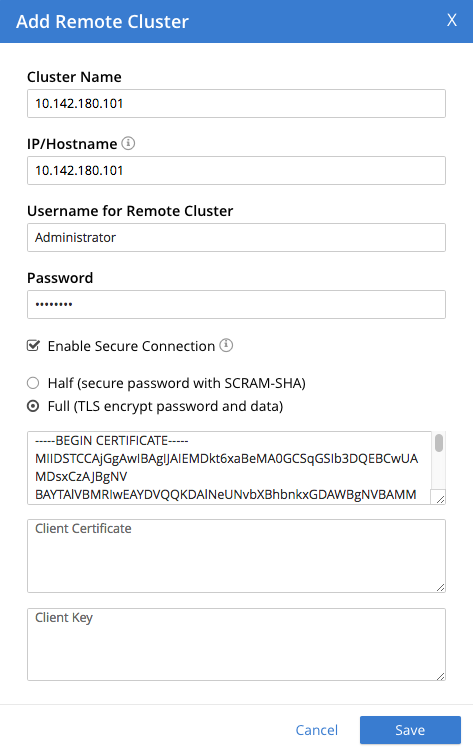 Add Remote Cluster X
Cluster Name
10.142.180.101
IP/Hostname
10.142.180.101
Username for Remote Cluster
Administrator
Password
••••••••
Enable Secure Connection
Half (secure password with SCRAM-SHA)
Full (TLS encrypt password and data)
-----BEGIN CERTIFICATE-----
MIIDSTCCAjGgAwIBAgIJAIEMDkt6xaBeMA0GCSqGSIb3DQEBCwUA
MDsxCzAJBgNV
BAYTAlVBMRIwEAYDVQQKDAlNeUNvbXBhbnkxGDAWBgNVBAMM
Client Certificate
Client Key
Cancel Save